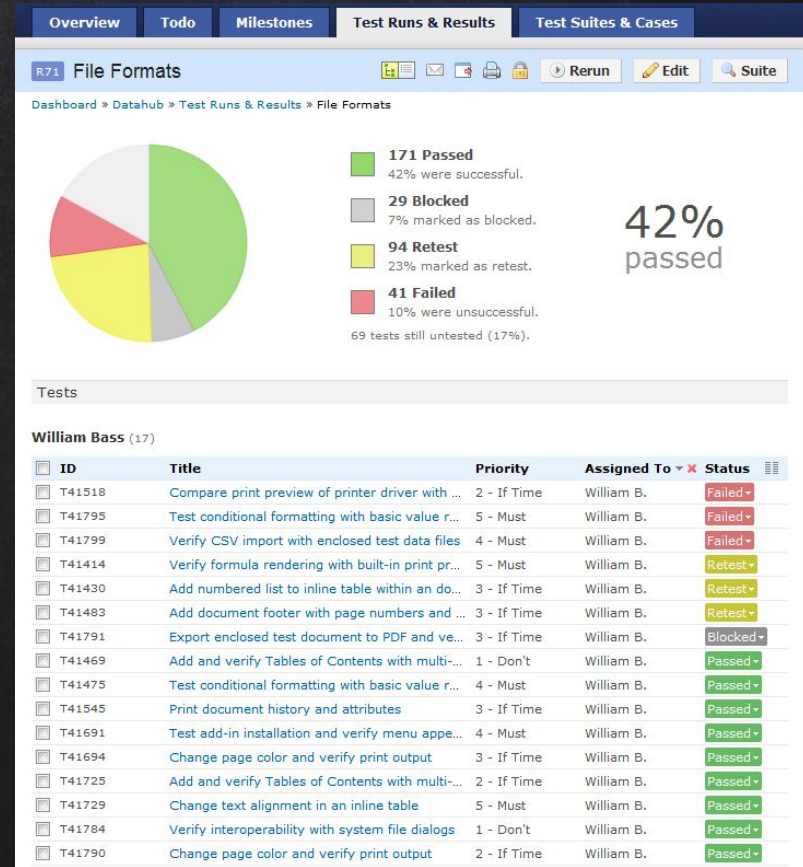 Overview Todo Milestones Test Runs & Results Test Suites & Cases
R71 File Formats Rerun Edit Suite
Dashboard » Datahub » Test Runs & Results » File Formats
171 Passed
42% were successful.
29 Blocked
7% marked as blocked.
94 Retest
23% marked as retest.
41 Failed
10% were unsuccessful.
69 tests still untested (17%).
42%
passed
Tests
William Bass (17)
ID Title Priority Assigned To Status
T41518 Compare print preview of printer driver with ... 2 - If Time William B. Failed
T41795 Test conditional formatting with basic value r... 5 - Must William B. Failed
T41799 Verify CSV import with enclosed test data files 4 - Must William B. Failed
T41414 Verify formula rendering with built-in print pr... 5 - Must William B. Retest
T41430 Add numbered list to inline table within an do... 3 - If Time William B. Retest
T41483 Add document footer with page numbers and ... 3 - If Time William B. Retest
T41791 Export enclosed test document to PDF and ve... 3 - If Time William B. Blocked
T41469 Add and verify Tables of Contents with multi-... 1 - Don't William B. Passed
T41475 Test conditional formatting with basic value r... 4 - Must William B. Passed
T41545 Print document history and attributes 3 - If Time William B. Passed
T41691 Test add-in installation and verify menu appe... 4 - Must William B. Passed
T41694 Change page color and verify print output 3 - If Time William B. Passed
T41725 Add and verify Tables of Contents with multi-... 2 - If Time William B. Passed
T41729 Change text alignment in an inline table 5 - Must William B. Passed
T41784 Verify interoperability with system file dialogs 1 - Don't William B. Passed
T41790 Change page color and verify print output 2 - If Time William B. Passed